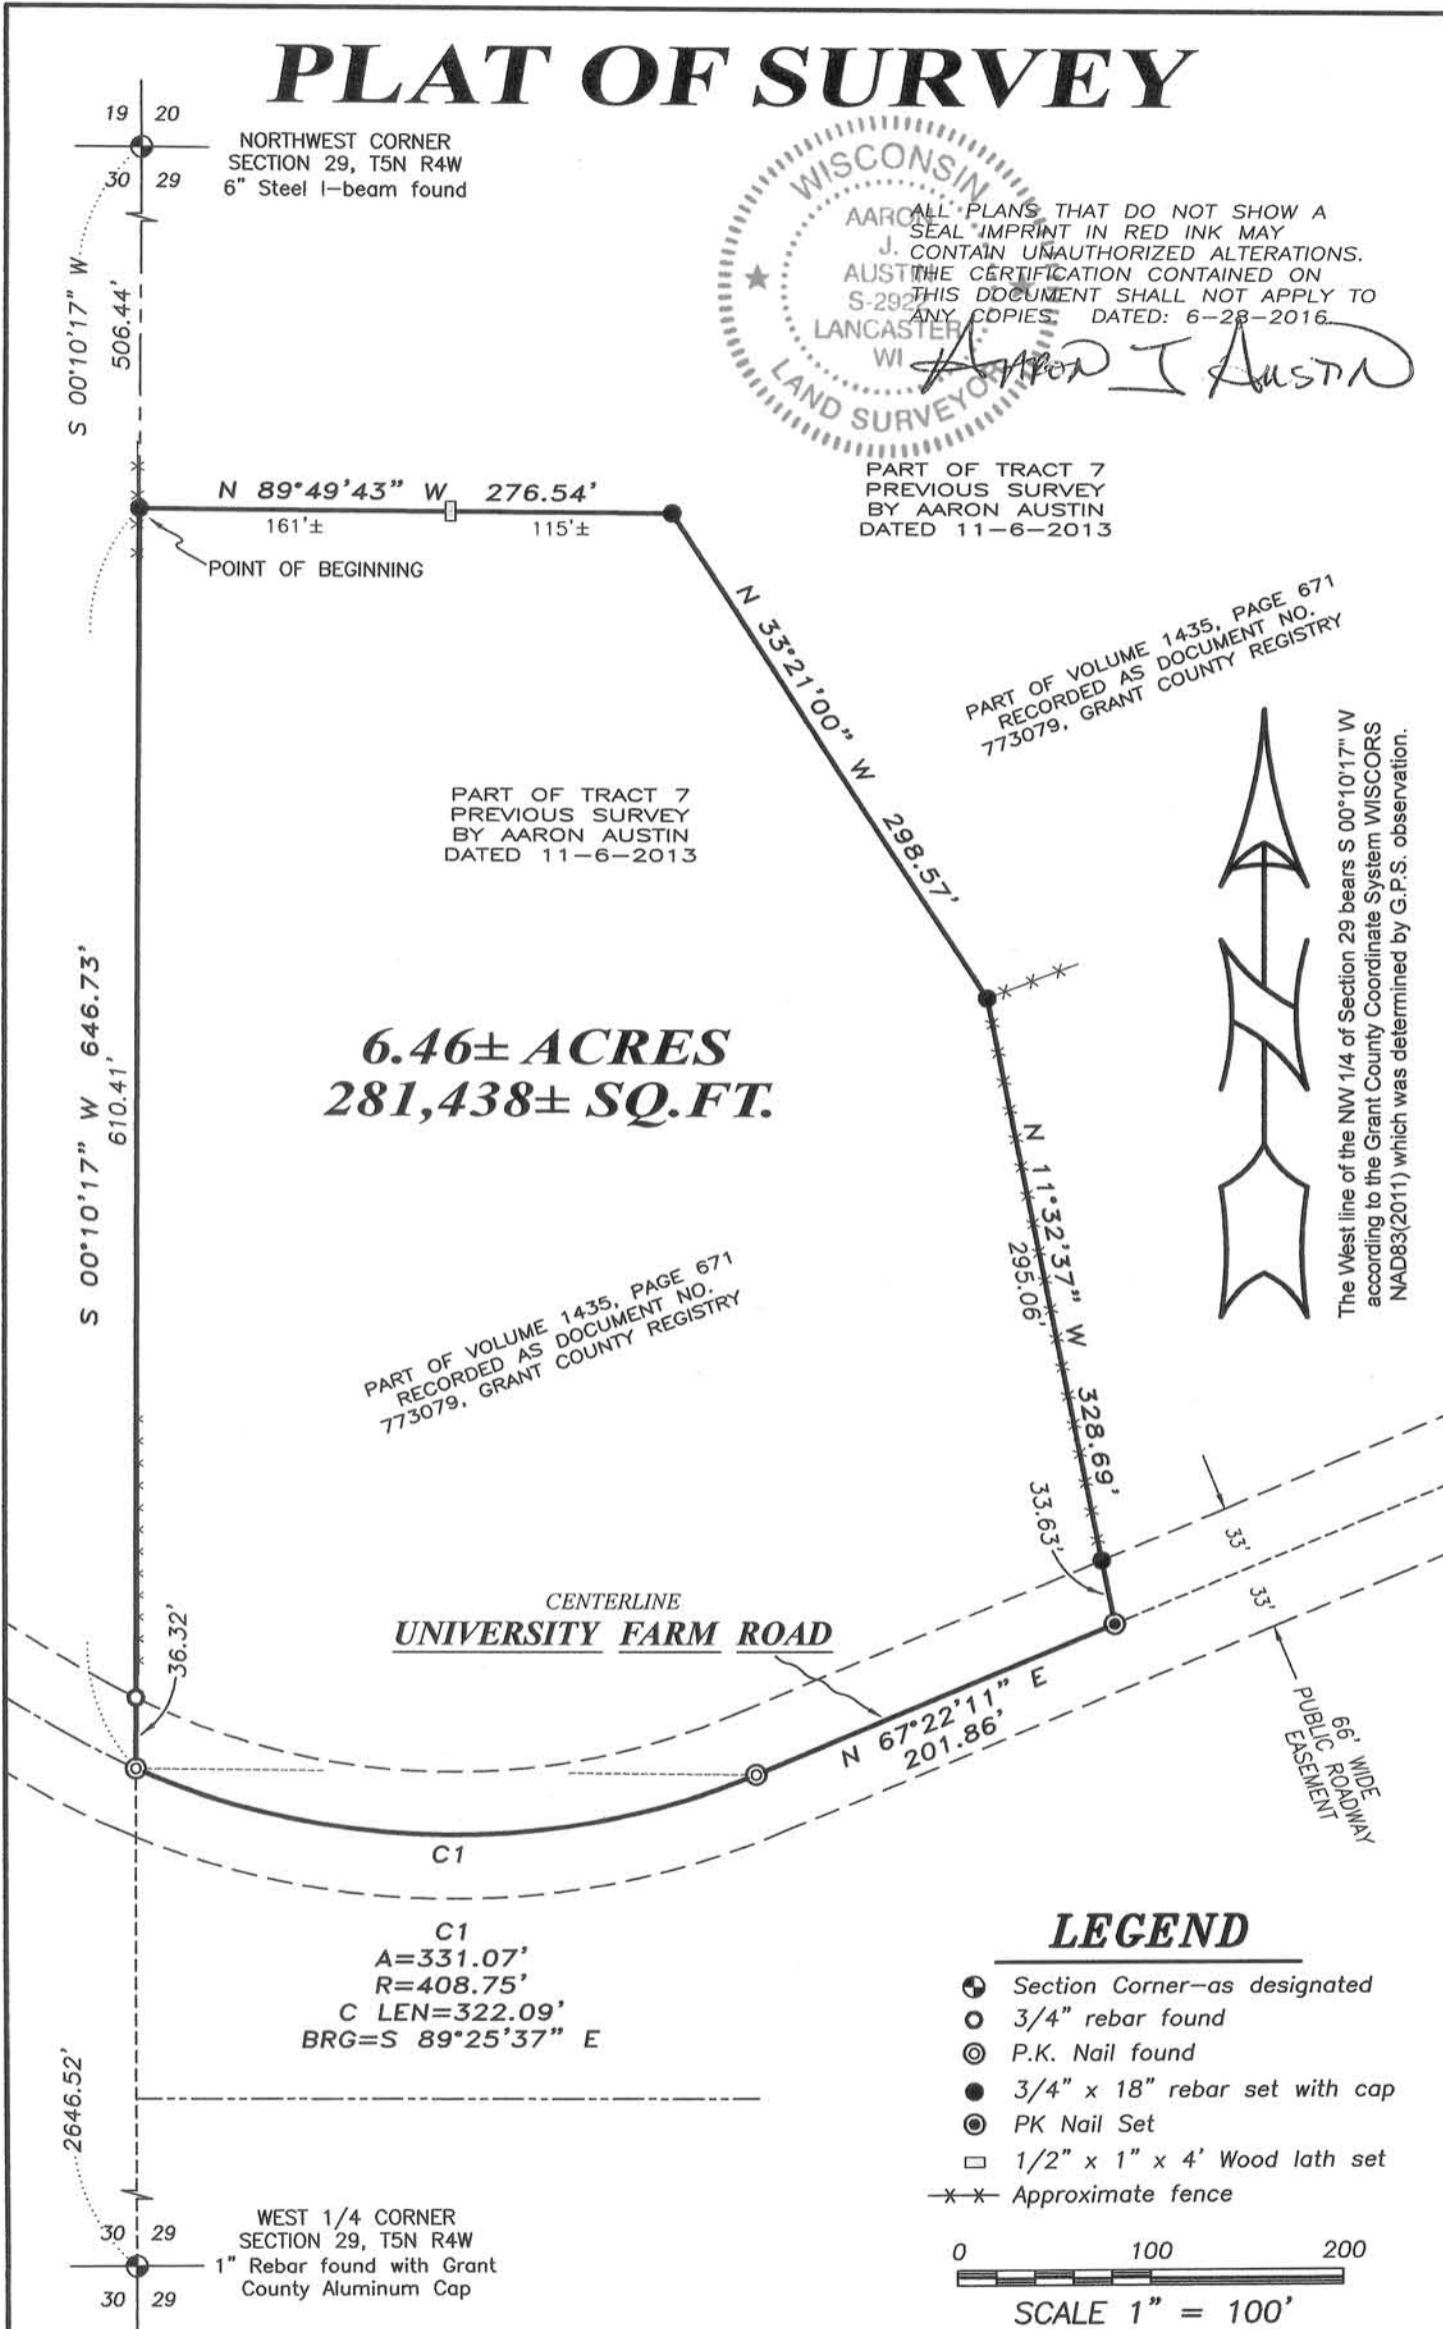 PLAT OF SURVEY
19 20
30 29
NORTHWEST CORNER
SECTION 29, T5N R4W
6" Steel I-beam found
WISCONSIN
AARON
J.
AUSTIN
S-2922
LANCASTER
WI
LAND SURVEYOR
ALL PLANS THAT DO NOT SHOW A
SEAL IMPRINT IN RED INK MAY
CONTAIN UNAUTHORIZED ALTERATIONS.
THE CERTIFICATION CONTAINED ON
THIS DOCUMENT SHALL NOT APPLY TO
ANY COPIES. DATED: 6-28-2016
AARON J AUSTIN
S 00°10'17" W
506.44'
N 89°49'43" W 276.54'
161'±
115'±
POINT OF BEGINNING
PART OF TRACT 7
PREVIOUS SURVEY
BY AARON AUSTIN
DATED 11-6-2013
N 33°21'00" W 298.57'
PART OF VOLUME 1435, PAGE 671
RECORDED AS DOCUMENT NO.
773079, GRANT COUNTY REGISTRY
PART OF TRACT 7
PREVIOUS SURVEY
BY AARON AUSTIN
DATED 11-6-2013
The West line of the NW1/4 of Section 29 bears S 00°10'17" W
according to the Grant County Coordinate System WISCORS
NAD83(2011) which was determined by G.P.S. observation.
N
S 00°10'17" W 646.73'
610.41'
6.46± ACRES
281,438± SQ.FT.
N 11°32'37" W 328.69'
295.06'
PART OF VOLUME 1435, PAGE 671
RECORDED AS DOCUMENT NO.
773079, GRANT COUNTY REGISTRY
33.63'
33'
33'
66' WIDE
PUBLIC ROADWAY
EASEMENT
36.32'
CENTERLINE
UNIVERSITY FARM ROAD
N 67°22'11" E
201.86'
C1
C1
A=331.07'
R=408.75'
C LEN=322.09'
BRG=S 89°25'37" E
2646.52'
30 29
30 29
WEST 1/4 CORNER
SECTION 29, T5N R4W
1" Rebar found with Grant
County Aluminum Cap
LEGEND
Section Corner-as designated
3/4" rebar found
P.K. Nail found
3/4" x 18" rebar set with cap
PK Nail Set
1/2" x 1" x 4' Wood lath set
Approximate fence
0 100 200
SCALE 1" = 100'